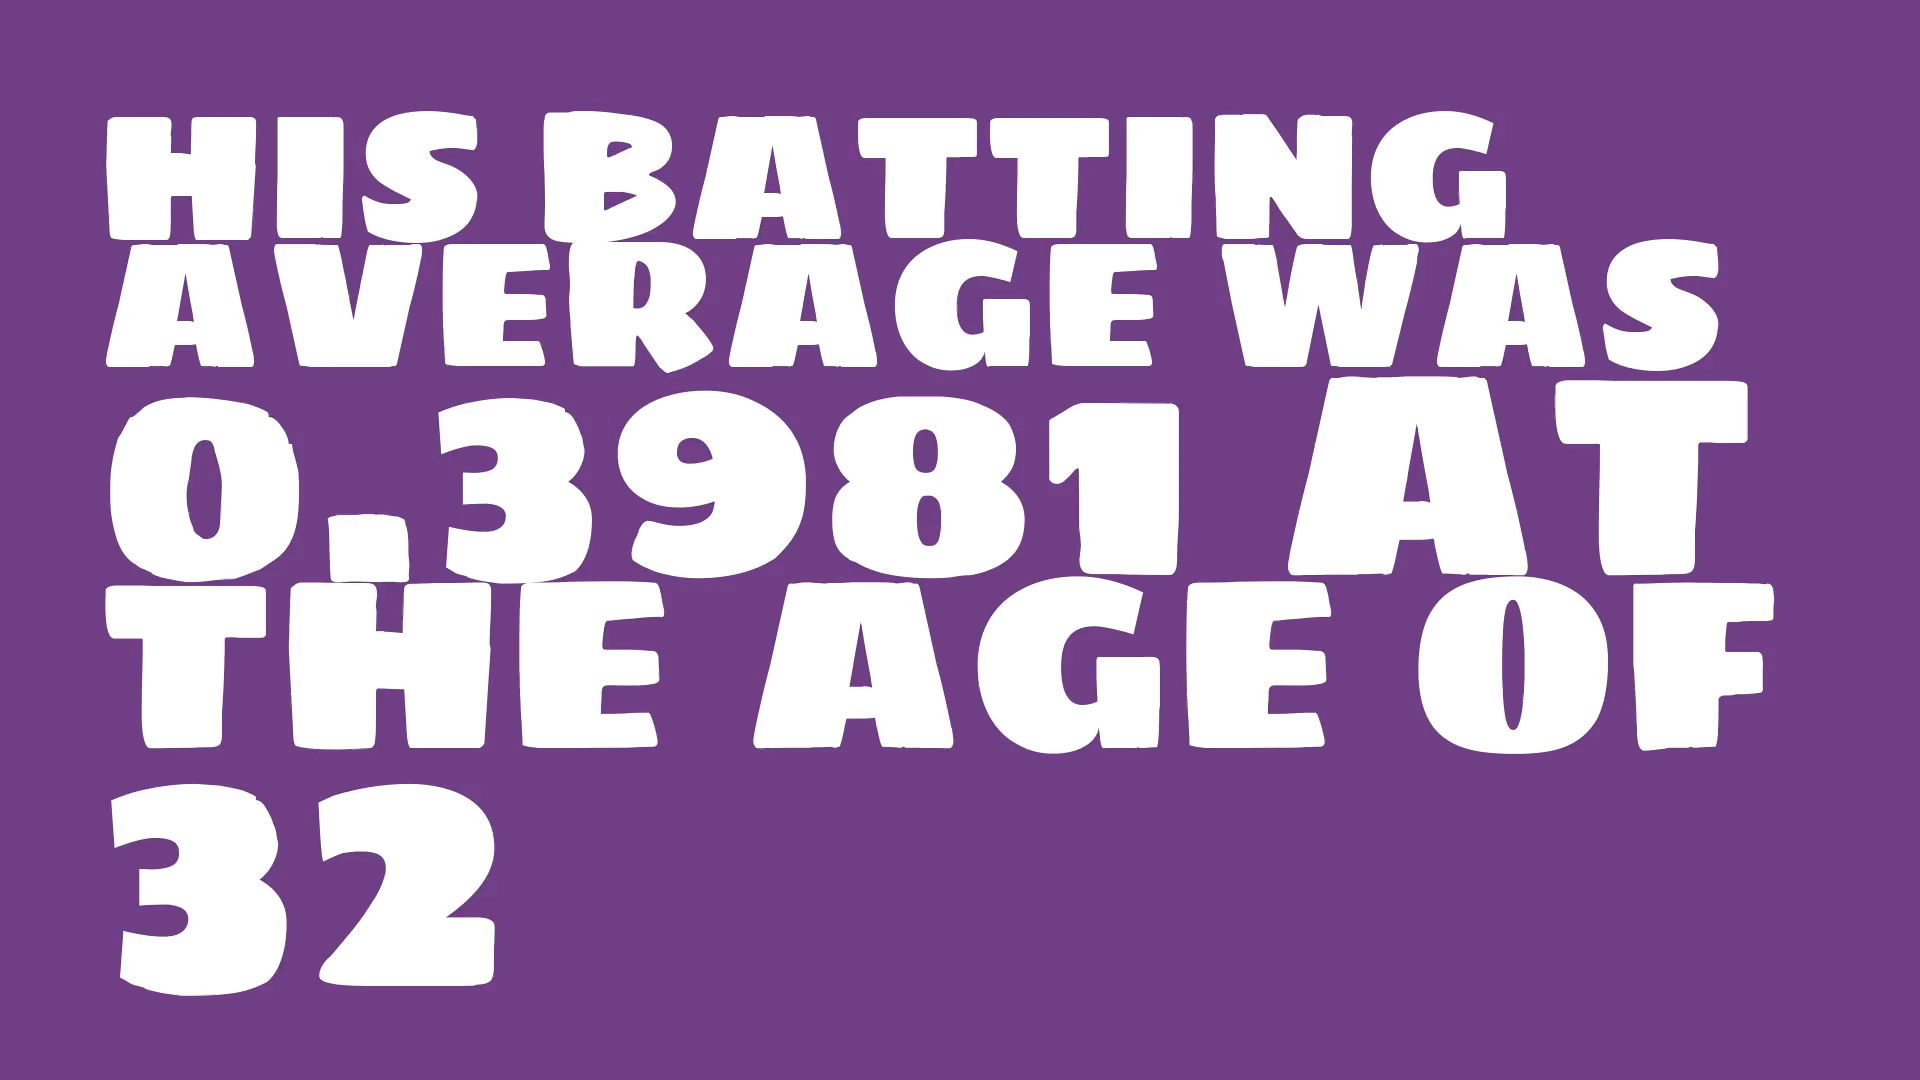 HIS BATTING
AVERAGE WAS
0.3981 AT
THE AGE OF
32